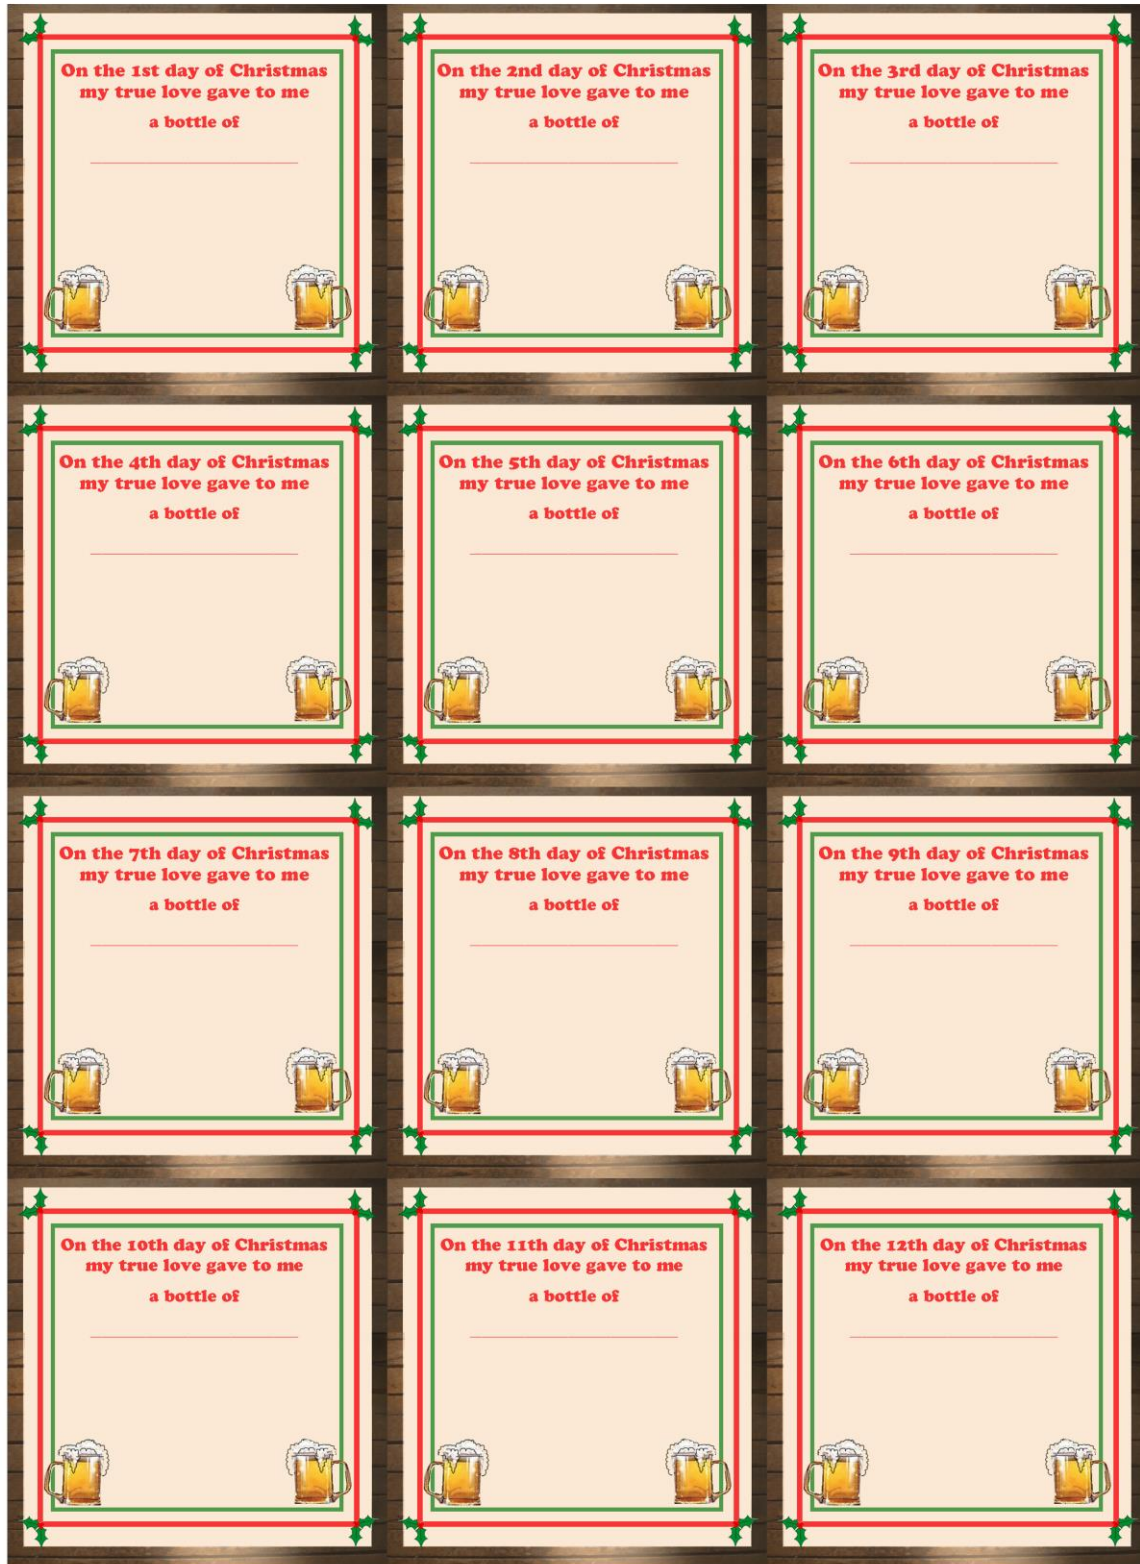 On the 1st day of Christmas
my true love gave to me
a bottle of
On the 2nd day of Christmas
my true love gave to me
a bottle of
On the 3rd day of Christmas
my true love gave to me
a bottle of
On the 4th day of Christmas
my true love gave to me
a bottle of
On the 5th day of Christmas
my true love gave to me
a bottle of
On the 6th day of Christmas
my true love gave to me
a bottle of
On the 7th day of Christmas
my true love gave to me
a bottle of
On the 8th day of Christmas
my true love gave to me
a bottle of
On the 9th day of Christmas
my true love gave to me
a bottle of
On the 10th day of Christmas
my true love gave to me
a bottle of
On the 11th day of Christmas
my true love gave to me
a bottle of
On the 12th day of Christmas
my true love gave to me
a bottle of